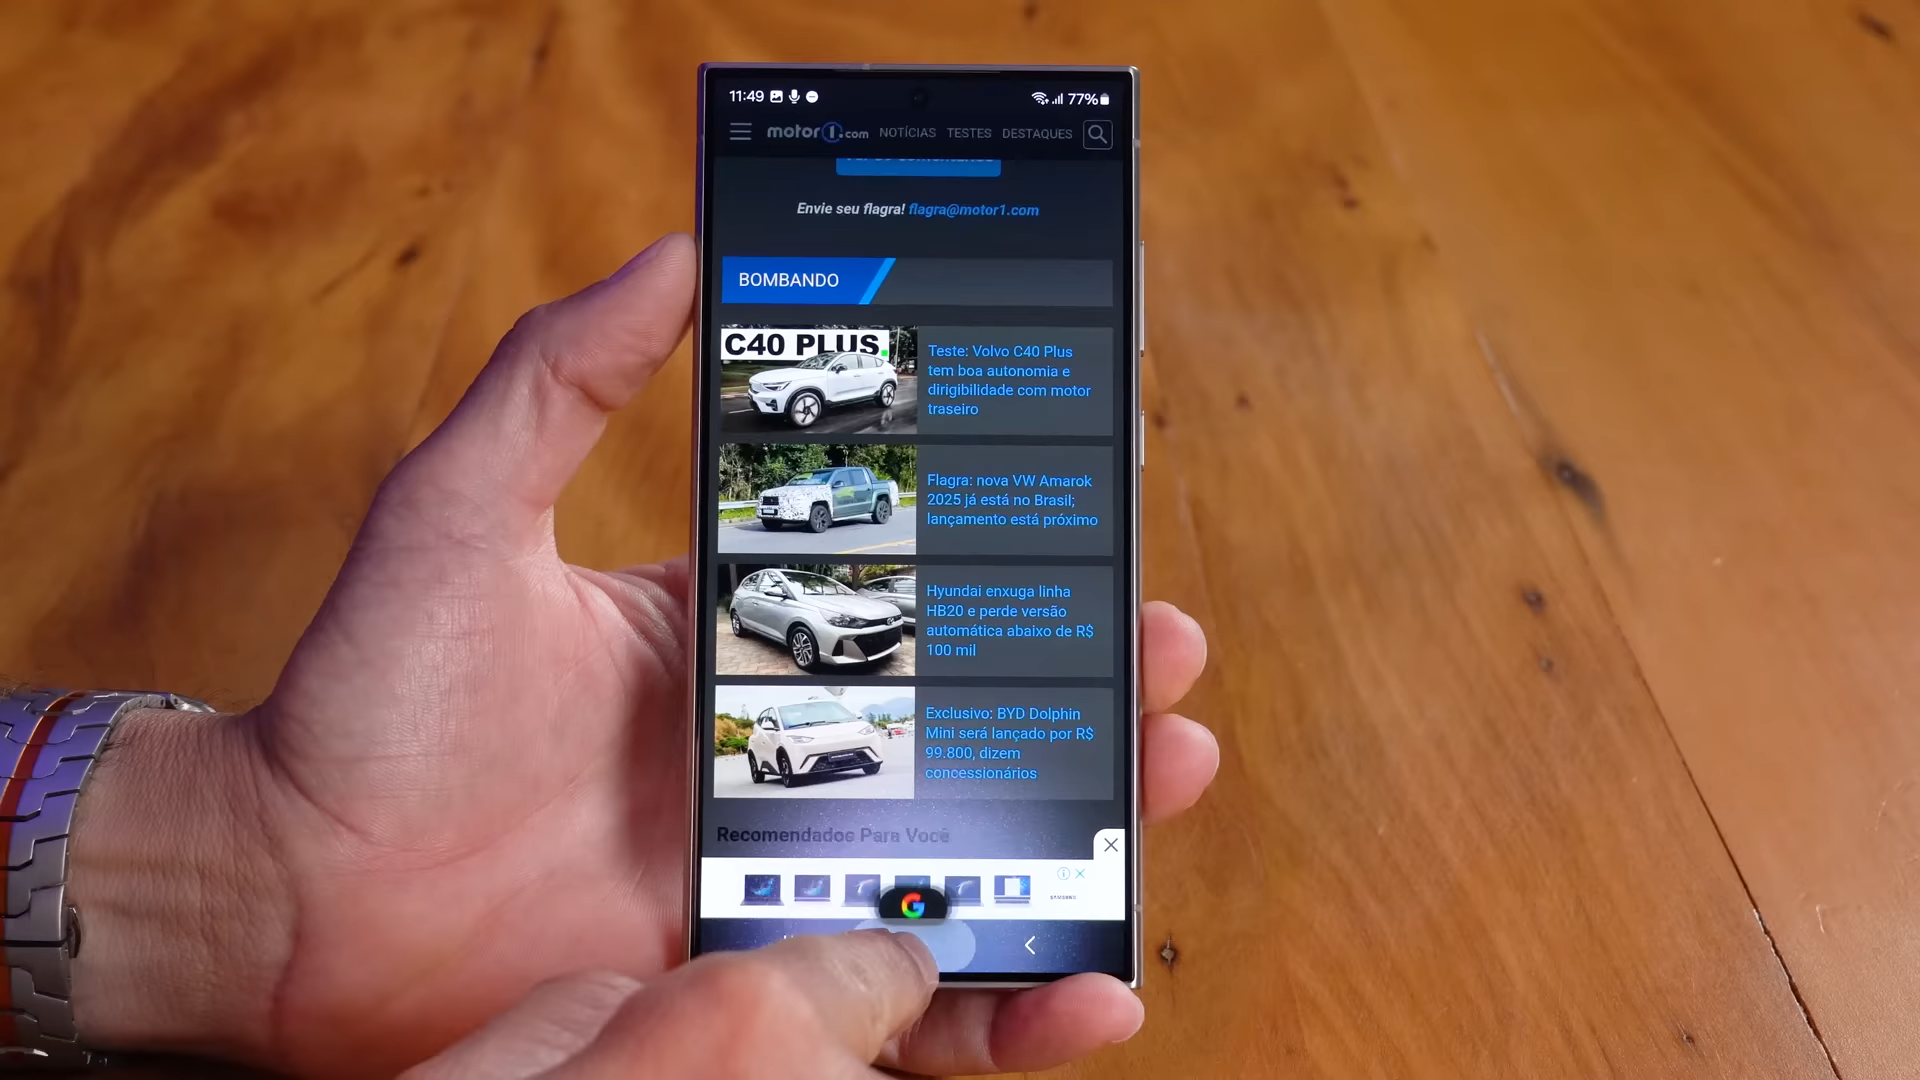 11:49 77%
motor1.com NOTÍCIAS TESTES DESTAQUES
Envie seu flagra! flagra@motor1.com
BOMBANDO
C40 PLUS.
Teste: Volvo C40 Plus
tem boa autonomia e
dirigibilidade com motor
traseiro
Flagra: nova VW Amarok
2025 já está no Brasil;
lançamento está próximo
Hyundai enxuga linha
HB20 e perde versão
automática abaixo de R$
100 mil
Exclusivo: BYD Dolphin
Mini será lançado por R$
99.800, dizem
concessionários
Recomendados Para Você
SAMSUNG
G